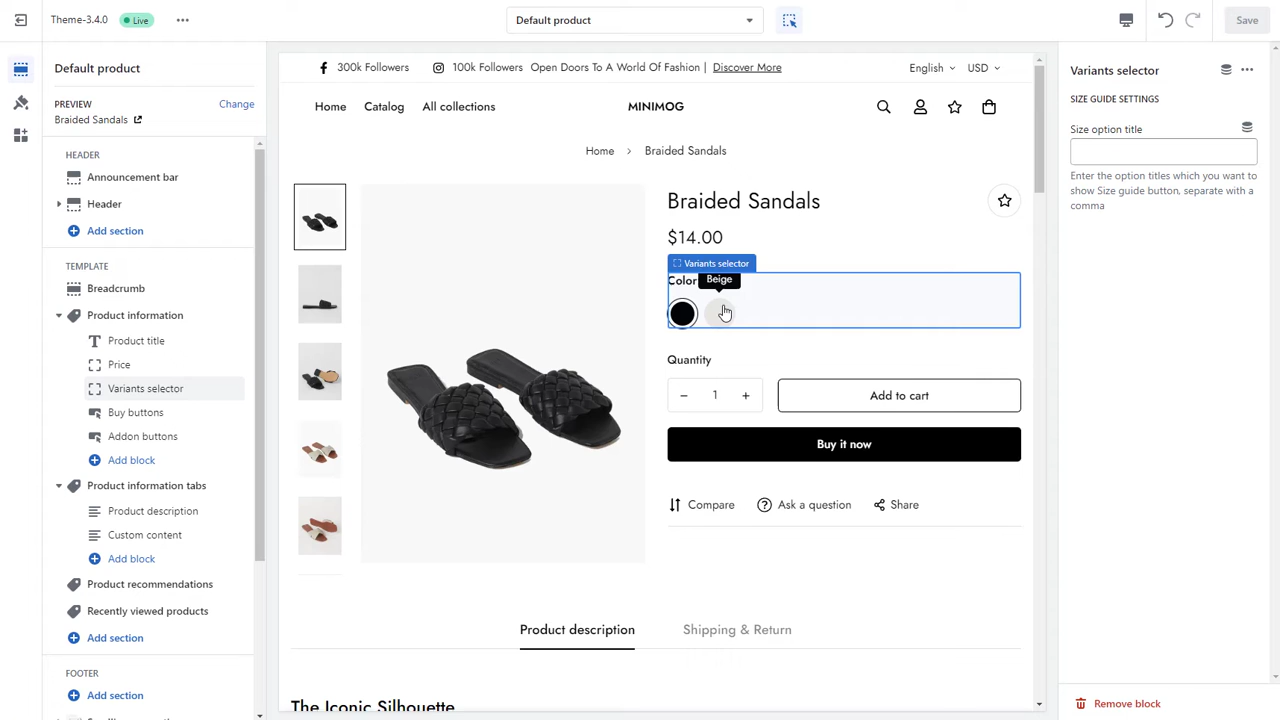 Theme-3.4.0
Live
Default product
Save
Default product
PREVIEW
Change
Braided Sandals
HEADER
Announcement bar
Header
Add section
TEMPLATE
Breadcrumb
Product information
Product title
Price
Variants selector
Buy buttons
Addon buttons
Add block
Product information tabs
Product description
Custom content
Add block
Product recommendations
Recently viewed products
Add section
FOOTER
Add section
300k Followers
100k Followers
Open Doors To A World Of Fashion |
Discover More
English
USD
Home
Catalog
All collections
MINIMOG
Home
Braided Sandals
Braided Sandals
$14.00
Variants selector
Color
Beige
Quantity
1
Add to cart
Buy it now
Compare
Ask a question
Share
Product description
Shipping & Return
The Iconic Silhouette
Variants selector
SIZE GUIDE SETTINGS
Size option title
Enter the option titles which you want to
show Size guide button, separate with a
comma
Remove block